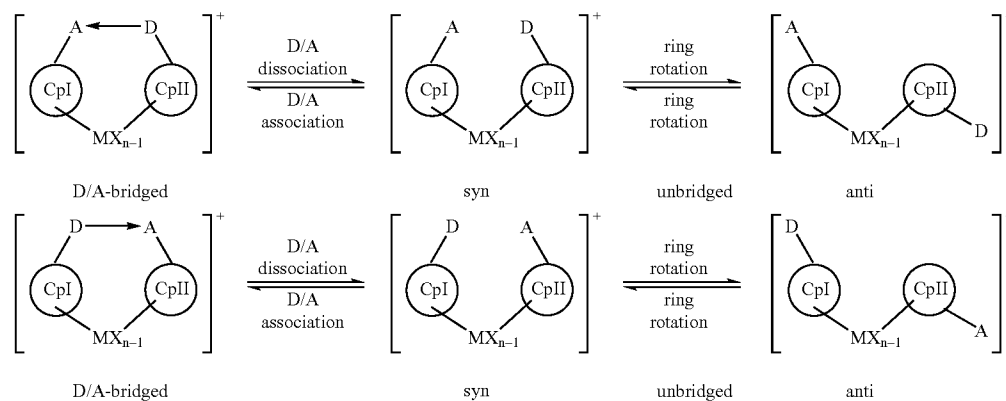 A D + A D + A
D/A ring
dissociation rotation
CpI CpII CpI CpII CpI CpII
D/A ring
association rotation
MXn–1 MXn–1 MXn–1 D
D/A-bridged syn unbridged anti
D A + D A + D
D/A ring
dissociation rotation
CpI CpII CpI CpII CpI CpII
D/A ring
association rotation
MXn–1 MXn–1 MXn–1 A
D/A-bridged syn unbridged anti